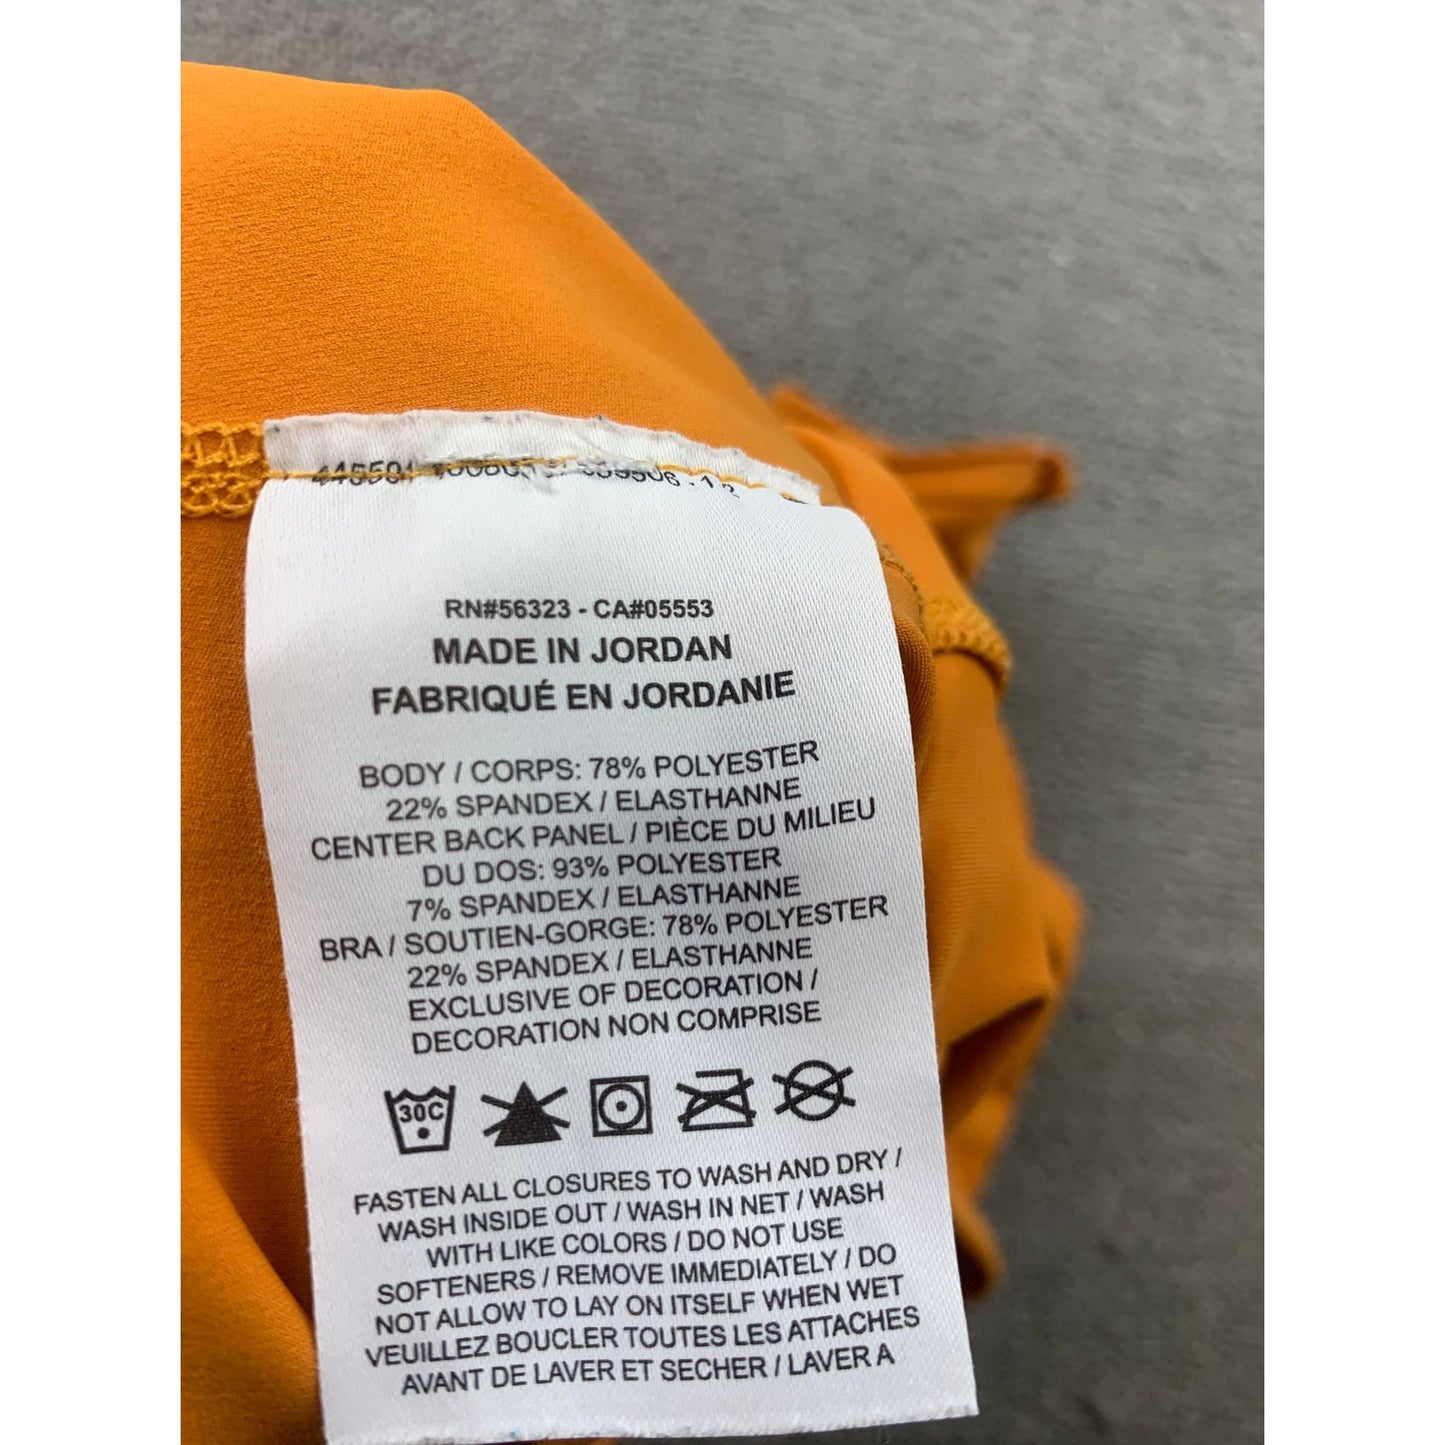 RN#56323 - CA#05553
MADE IN JORDAN
FABRIQUÉ EN JORDANIE
BODY / CORPS: 78% POLYESTER
22% SPANDEX / ELASTHANNE
CENTER BACK PANEL / PIÈCE DU MILIEU
DU DOS: 93% POLYESTER
7% SPANDEX / ELASTHANNE
BRA / SOUTIEN-GORGE: 78% POLYESTER
22% SPANDEX / ELASTHANNE
EXCLUSIVE OF DECORATION /
DECORATION NON COMPRISE
30C
FASTEN ALL CLOSURES TO WASH AND DRY /
WASH INSIDE OUT / WASH IN NET / WASH
WITH LIKE COLORS / DO NOT USE
SOFTENERS / REMOVE IMMEDIATELY / DO
NOT ALLOW TO LAY ON ITSELF WHEN WET
VEUILLEZ BOUCLER TOUTES LES ATTACHES
AVANT DE LAVER ET SECHER / LAVER A